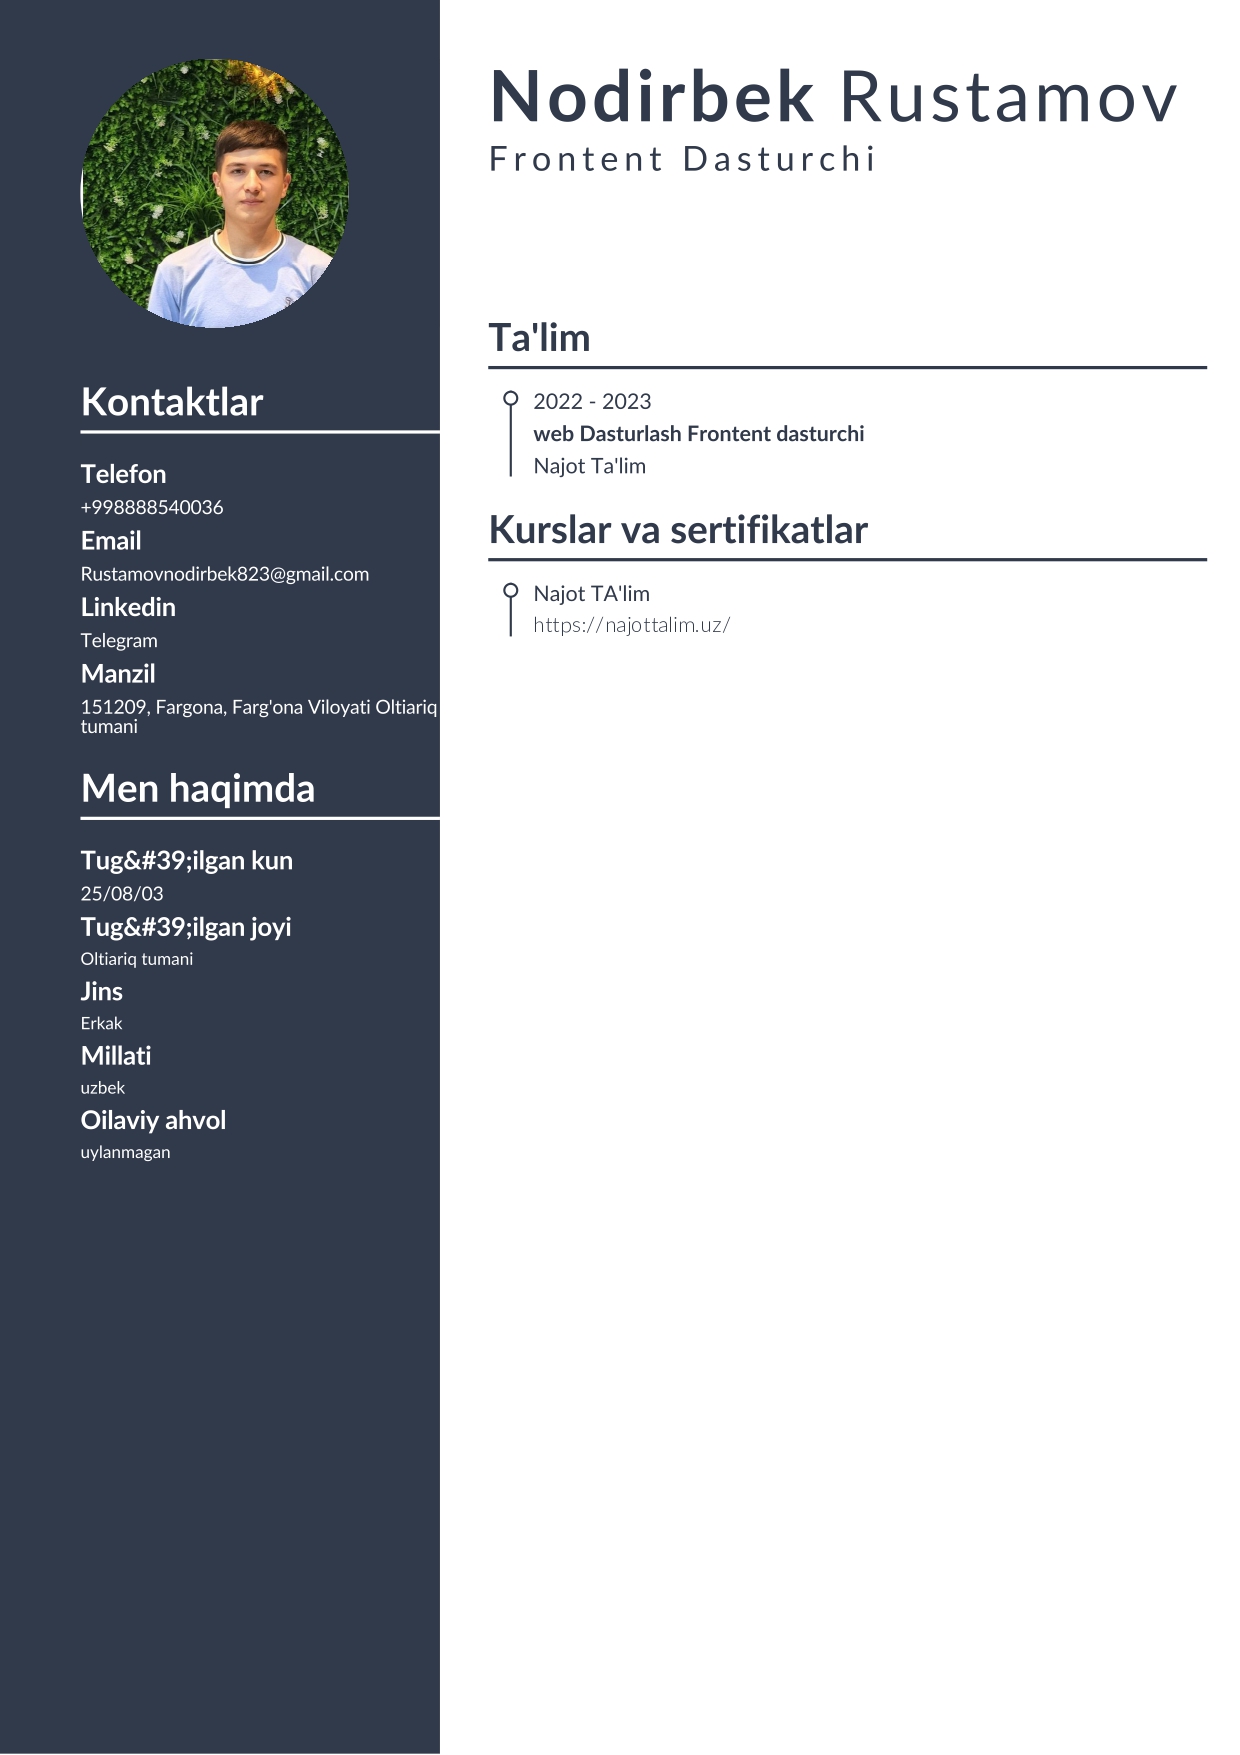 Nodirbek Rustamov
Frontent Dasturchi
Kontaktlar
Telefon
+998888540036
Email
Rustamovnodirbek823@gmail.com
Linkedin
Telegram
Manzil
151209, Fargona, Farg'ona Viloyati Oltiariq
tumani
Men haqimda
Tug&#39;ilgan kun
25/08/03
Tug&#39;ilgan joyi
Oltiariq tumani
Jins
Erkak
Millati
uzbek
Oilaviy ahvol
uylanmagan
Ta'lim
2022 - 2023
web Dasturlash Frontent dasturchi
Najot Ta'lim
Kurslar va sertifikatlar
Najot TA'lim
https://najottalim.uz/